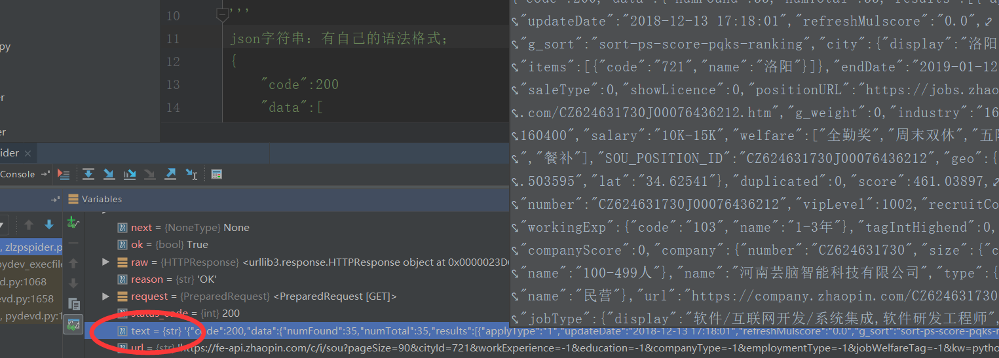 10 '''
11 json字符串: 有自己的语法格式;
12 {
13 "code":200
14 "data":[
py
r
er
"updateDate":"2018-12-13 17:18:01","refreshMulscore":"0.0",
"g_sort":"sort-ps-score-pqks-ranking","city":{"display":"洛阳
"items":[{"code":"721","name":"洛阳"}]},"endDate":"2019-01-12
"saleType":0,"showLicence":0,"positionURL":"https://jobs.zhao
.com/CZ624631730J00076436212.htm","g_weight":0,"industry":"16
160400","salary":"10K-15K","welfare":["全勤奖","周末双休","五险
","餐补"],"SOU_POSITION_ID":"CZ624631730J00076436212","geo":{
.503595","lat":"34.62541"},"duplicated":0,"score":461.03897,
"number":"CZ624631730J00076436212","vipLevel":1002,"recruitCo
"workingExp":{"code":"103","name":"1-3年"},"tagIntHighend":0,
"companyScore":0,"company":{"number":"CZ624631730","size":{"c
"name":"100-499人"},"name":"河南芸脑智能科技有限公司","type":{
"name":"民营"},"url":"https://company.zhaopin.com/CZ624631730
"jobType":{"display":"软件/互联网开发/系统集成,软件研发工程师",
ider ×
Console
Variables
, zlzpspider.p
pydev_execfile
vd.py:1068
evd.py:1658
, pydevd.py:1
next = {NoneType} None
ok = {bool} True
raw = {HTTPResponse} <urllib3.response.HTTPResponse object at 0x0000023D
reason = {str} 'OK'
request = {PreparedRequest} <PreparedRequest [GET]>
status_code = {int} 200
text = {str} '{"code":200,"data":{"numFound":35,"numTotal":35,"results":[{"applyType":"1","updateDate":"2018-12-13 17:18:01","refreshMulscore":"0.0","g_sort":"sort-ps-score-pqks-r
url = {str} 'https://fe-api.zhaopin.com/c/i/sou?pageSize=90&cityId=721&workExperience=-1&education=-1&companyType=-1&employmentType=-1&jobWelfareTag=-1&kw=pytho